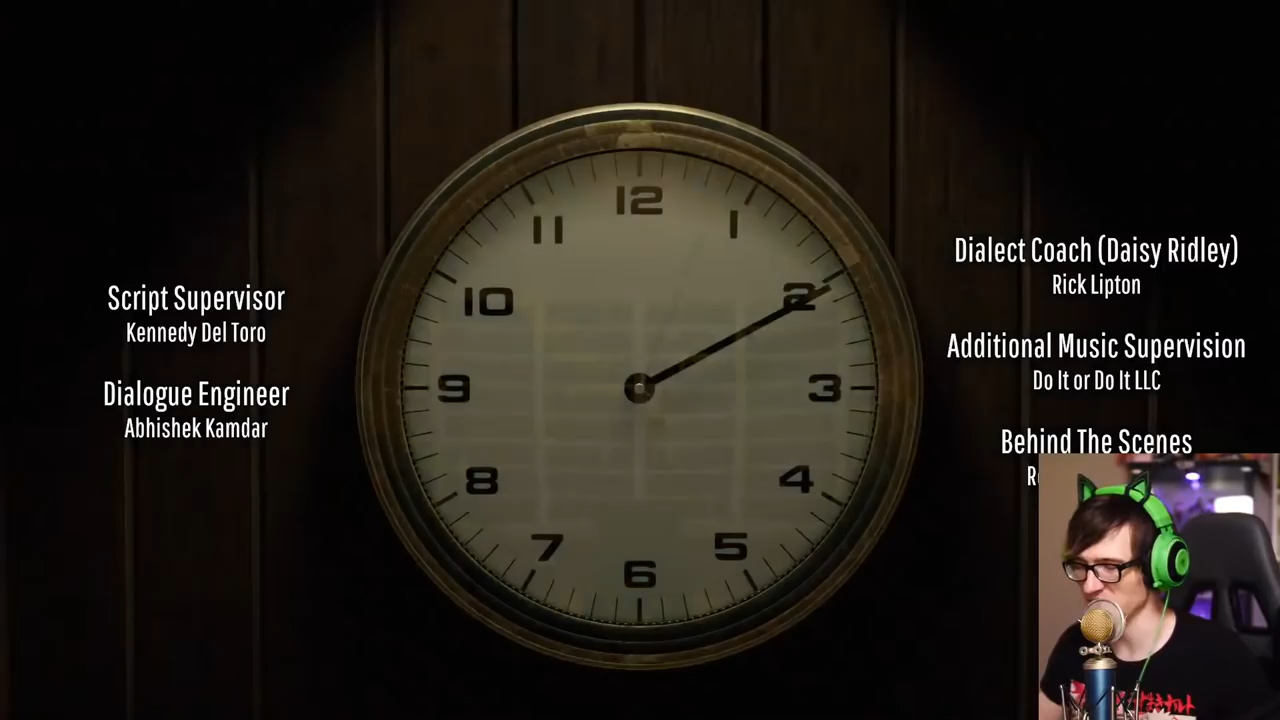 Script Supervisor
Kennedy Del Toro
Dialogue Engineer
Abhishek Kamdar
12
1
2
3
4
5
6
7
8
9
10
11
Dialect Coach (Daisy Ridley)
Rick Lipton
Additional Music Supervision
Do It or Do It LLC
Behind The Scenes